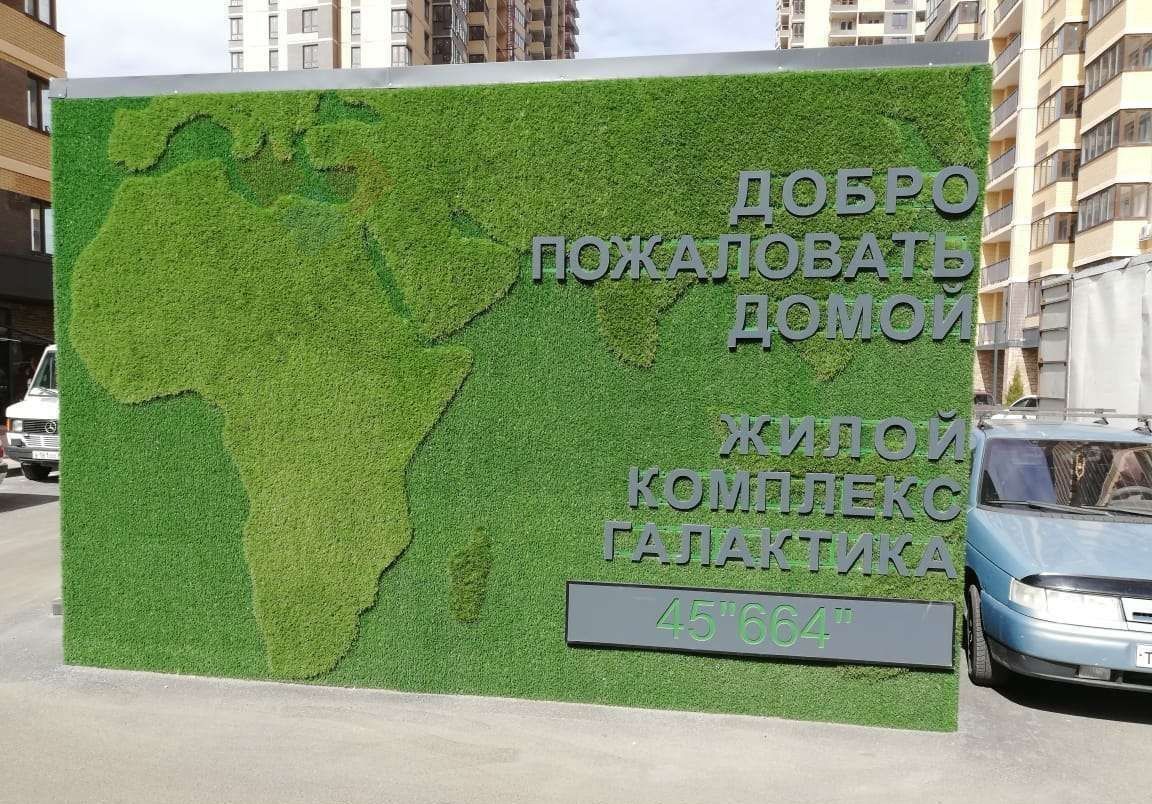 ДОБРО
ПОЖАЛОВАТЬ
ДОМОЙ
ЖИЛОЙ
КОМПЛЕКС
ГАЛАКТИКА
45"664"